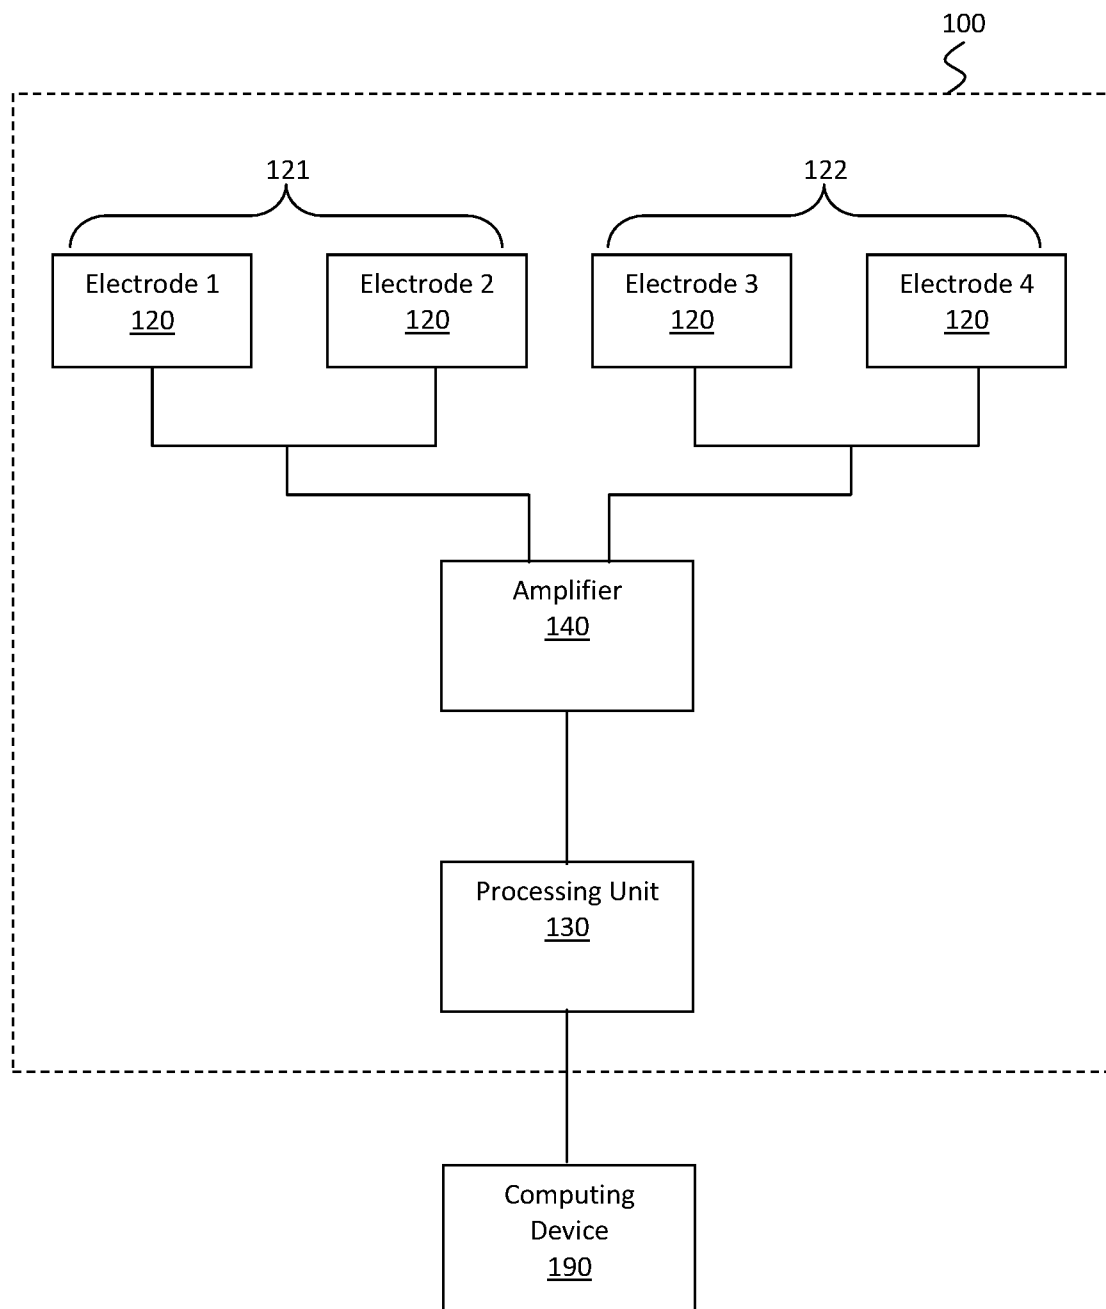 100
121
122
Electrode 1
120
Electrode 2
120
Electrode 3
120
Electrode 4
120
Amplifier
140
Processing Unit
130
Computing
Device
190